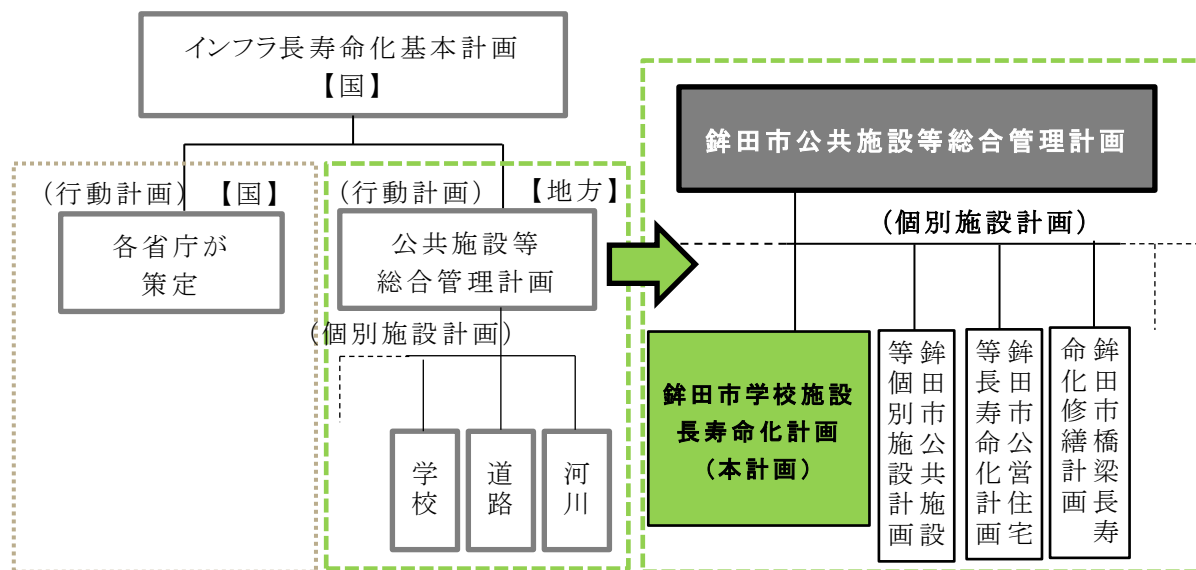 インフラ長寿命化基本計画
【国】
(行動計画)
【国】
各省庁が
策定
(行動計画)
【地方】
公共施設等
総合管理計画
(個別施設計画)
学校
道路
河川
鉾田市公共施設等総合管理計画
(個別施設計画)
鉾田市学校施設
長寿命化計画
(本計画)
鉾田市公共施設
等個別施設計画
鉾田市公営住宅
等長寿命化計画
鉾田市橋梁長寿
命化修繕計画